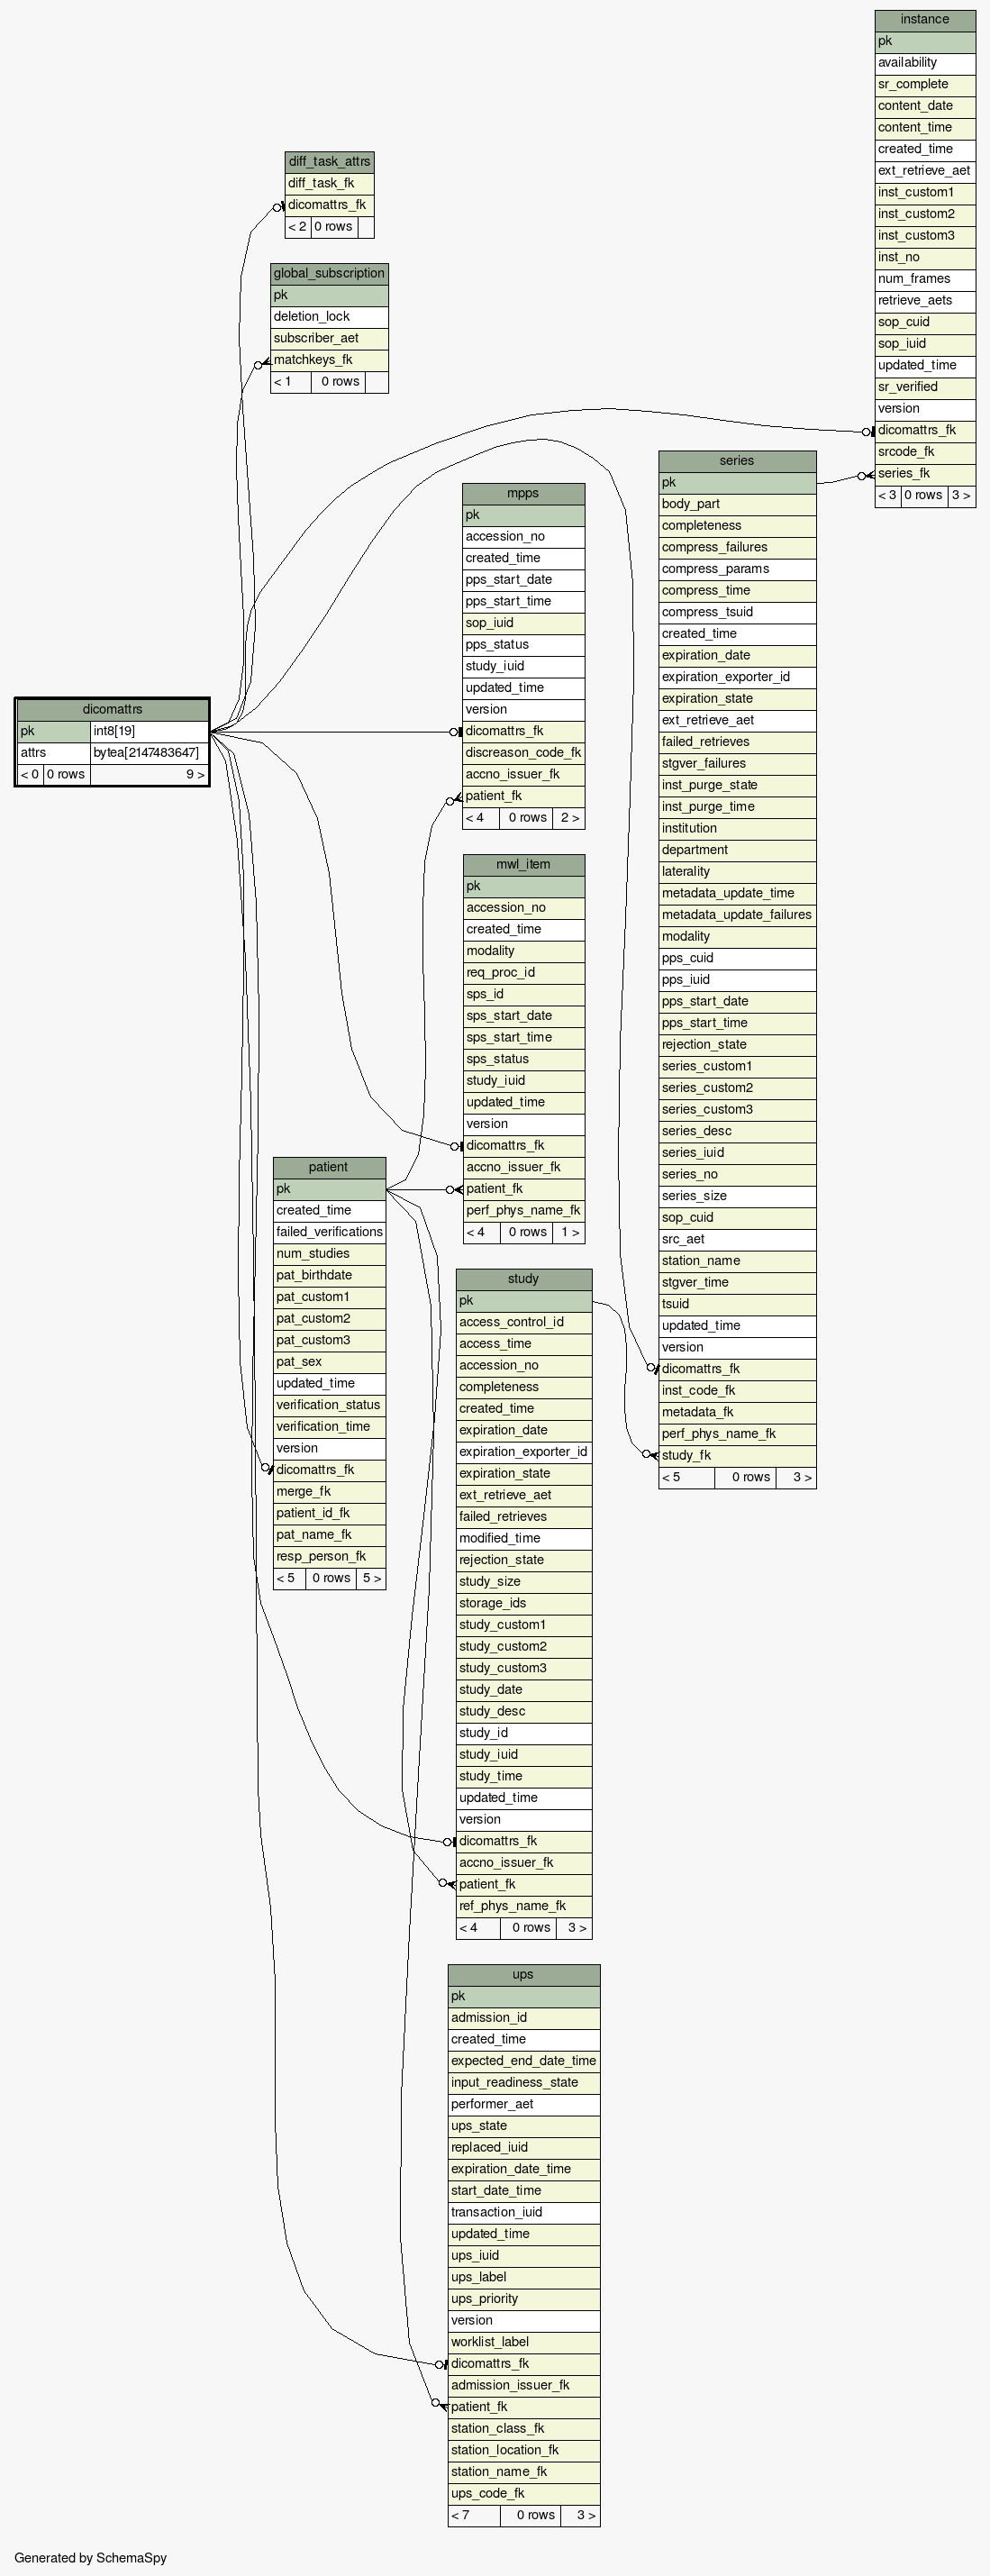 instance
pk
availability
sr_complete
content_date
content_time
created_time
ext_retrieve_aet
inst_custom1
inst_custom2
inst_custom3
inst_no
num_frames
retrieve_aets
sop_cuid
sop_iuid
updated_time
sr_verified
version
dicomattrs_fk
srcode_fk
series_fk
< 3 0 rows 3 >
diff_task_attrs
diff_task_fk
dicomattrs_fk
< 2 0 rows
global_subscription
pk
deletion_lock
subscriber_aet
matchkeys_fk
< 1 0 rows
series
pk
body_part
completeness
compress_failures
compress_params
compress_time
compress_tsuid
created_time
expiration_date
expiration_exporter_id
expiration_state
ext_retrieve_aet
failed_retrieves
stgver_failures
inst_purge_state
inst_purge_time
institution
department
laterality
metadata_update_time
metadata_update_failures
modality
pps_cuid
pps_iuid
pps_start_date
pps_start_time
rejection_state
series_custom1
series_custom2
series_custom3
series_desc
series_iuid
series_no
series_size
sop_cuid
src_aet
station_name
stgver_time
tsuid
updated_time
version
dicomattrs_fk
inst_code_fk
metadata_fk
perf_phys_name_fk
study_fk
< 5 0 rows 3 >
mpps
pk
accession_no
created_time
pps_start_date
pps_start_time
sop_iuid
pps_status
study_iuid
updated_time
version
dicomattrs_fk
discreason_code_fk
accno_issuer_fk
patient_fk
< 4 0 rows 2 >
dicomattrs
pk int8[19]
attrs bytea[2147483647]
< 0 0 rows 9 >
mwl_item
pk
accession_no
created_time
modality
req_proc_id
sps_id
sps_start_date
sps_start_time
sps_status
study_iuid
updated_time
version
dicomattrs_fk
accno_issuer_fk
patient_fk
perf_phys_name_fk
< 4 0 rows 1 >
patient
pk
created_time
failed_verifications
num_studies
pat_birthdate
pat_custom1
pat_custom2
pat_custom3
pat_sex
updated_time
verification_status
verification_time
version
dicomattrs_fk
merge_fk
patient_id_fk
pat_name_fk
resp_person_fk
< 5 0 rows 5 >
study
pk
access_control_id
access_time
accession_no
completeness
created_time
expiration_date
expiration_exporter_id
expiration_state
ext_retrieve_aet
failed_retrieves
modified_time
rejection_state
study_size
storage_ids
study_custom1
study_custom2
study_custom3
study_date
study_desc
study_id
study_iuid
study_time
updated_time
version
dicomattrs_fk
accno_issuer_fk
patient_fk
ref_phys_name_fk
< 4 0 rows 3 >
ups
pk
admission_id
created_time
expected_end_date_time
input_readiness_state
performer_aet
ups_state
replaced_iuid
expiration_date_time
start_date_time
transaction_iuid
updated_time
ups_iuid
ups_label
ups_priority
version
worklist_label
dicomattrs_fk
admission_issuer_fk
patient_fk
station_class_fk
station_location_fk
station_name_fk
ups_code_fk
< 7 0 rows 3 >
Generated by SchemaSpy